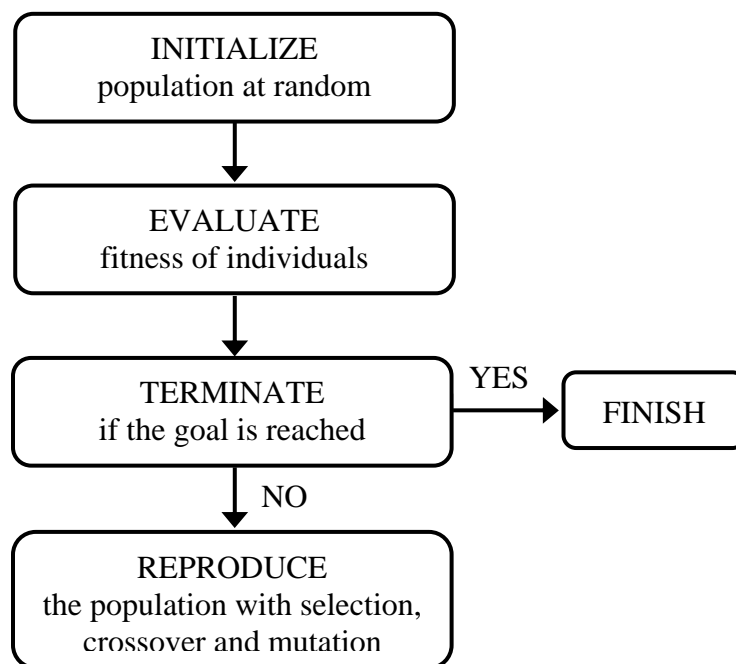 INITIALIZE
population at random
EVALUATE
fitness of individuals
TERMINATE
if the goal is reached
YES
FINISH
NO
REPRODUCE
the population with selection,
crossover and mutation